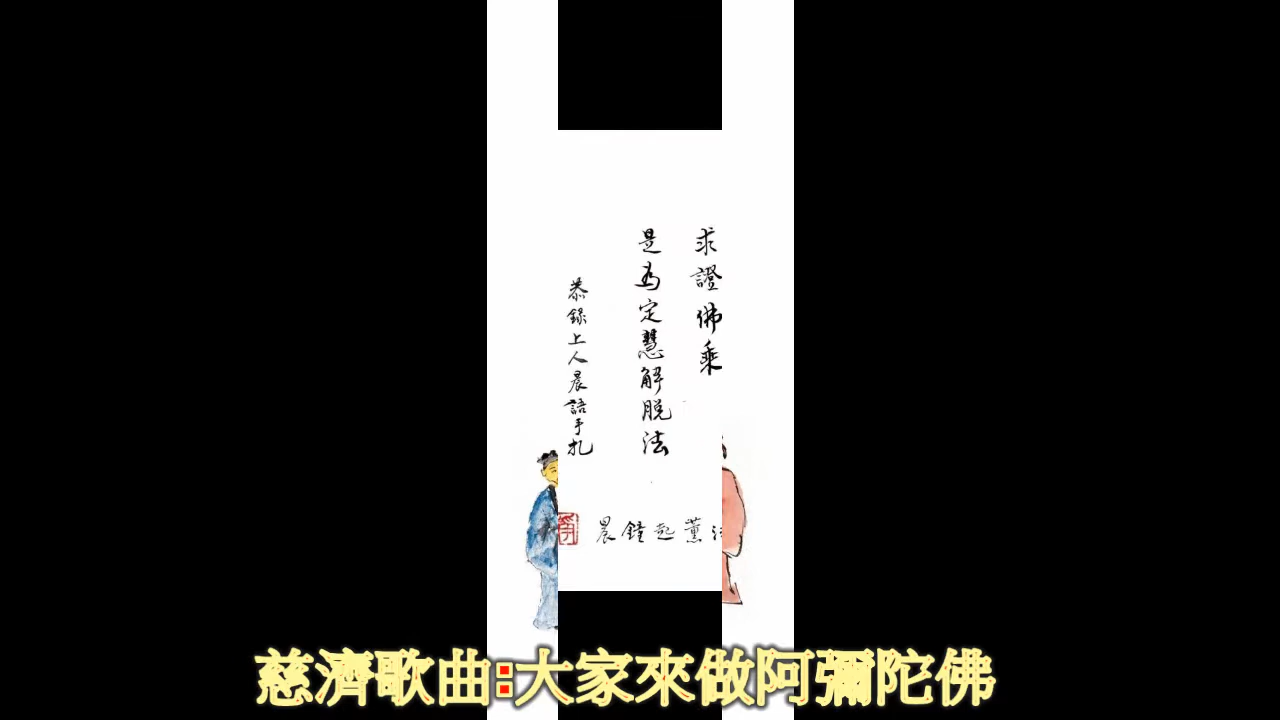 求證佛乘
是為定慧解脫法
恭錄上人晨語手札
晨鐘起薰法
慈濟歌曲:大家來做阿彌陀佛